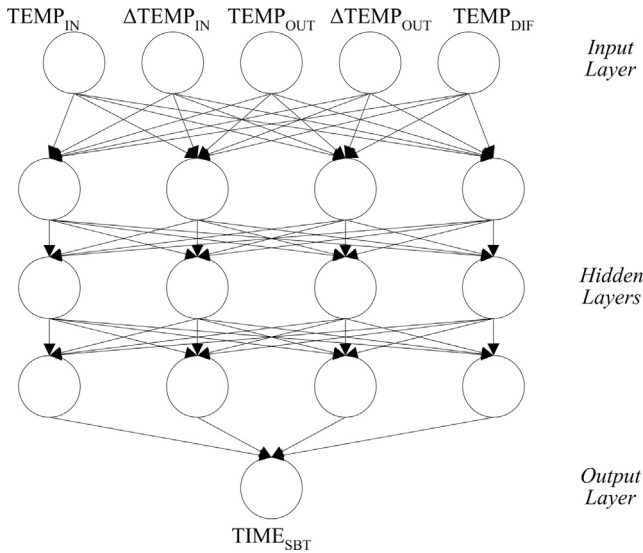 TEMP_IN ΔTEMP_IN TEMP_OUT ΔTEMP_OUT TEMP_DIF
Input
Layer
Hidden
Layers
Output
Layer
TIME_SBT